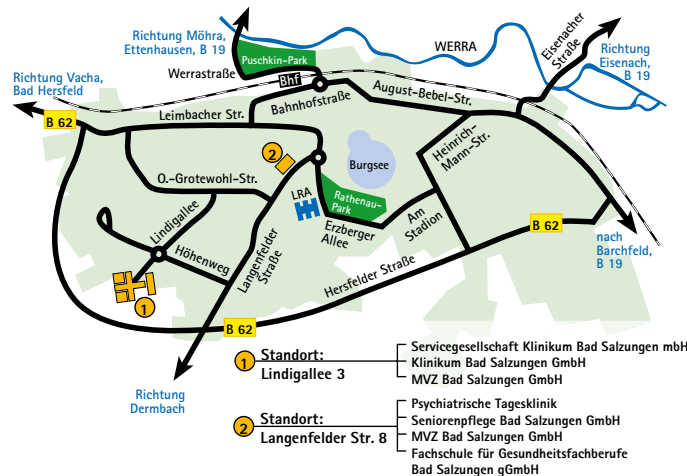 Richtung Möhra,
Ettenhausen, B 19
Puschkin-Park
Werrastraße
WERRA
Eisenacher
Straße
Richtung
Eisenach,
B 19
Richtung Vacha,
Bad Hersfeld
Bhf
B 62
Leimbacher Str.
Bahnhofstraße
August-Bebel-Str.
Heinrich-
Mann-Str.
2
Burgsee
O.-Grotewohl-Str.
LRA
Rathenau-
Park
Lindigallee
Höhenweg
Langenfelder
Straße
Erzberger
Allee
Am
Stadion
B 62
nach
Barchfeld,
B 19
Hersfelder Straße
1
B 62
Richtung
Dermbach
1
Standort:
Lindigallee 3
Servicegesellschaft Klinikum Bad Salzungen mbH
Klinikum Bad Salzungen GmbH
MVZ Bad Salzungen GmbH
2
Standort:
Langenfelder Str. 8
Psychiatrische Tagesklinik
Seniorenpflege Bad Salzungen GmbH
MVZ Bad Salzungen GmbH
Fachschule für Gesundheitsfachberufe
Bad Salzungen gGmbH